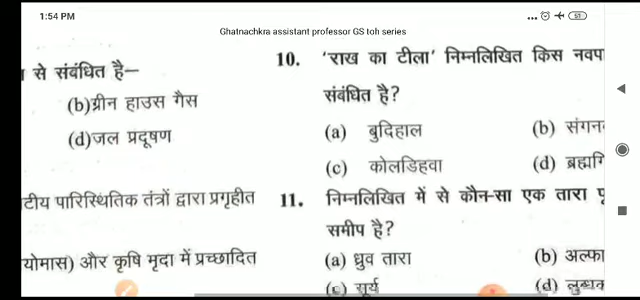 1:54 PM
... 51
Ghatnachkra assistant professor GS toh series
से संबंधित है—
(b)ग्रीन हाउस गैस
(d)जल प्रदूषण
टीय पारिस्थितिक तंत्रों द्वारा प्रगृहीत
योमास) और कृषि मृदा में प्रच्छादित
10. 'राख का टीला' निम्नलिखित किस नवपा
संबंधित है?
(a) बुदिहाल (b) संगन
(c) कोलडिहवा (d) ब्रह्मगि
11. निम्नलिखित में से कौन-सा एक तारा पृ
समीप है?
(a) ध्रुव तारा (b) अल्फा
(c) सूर्य (d) लुब्धक